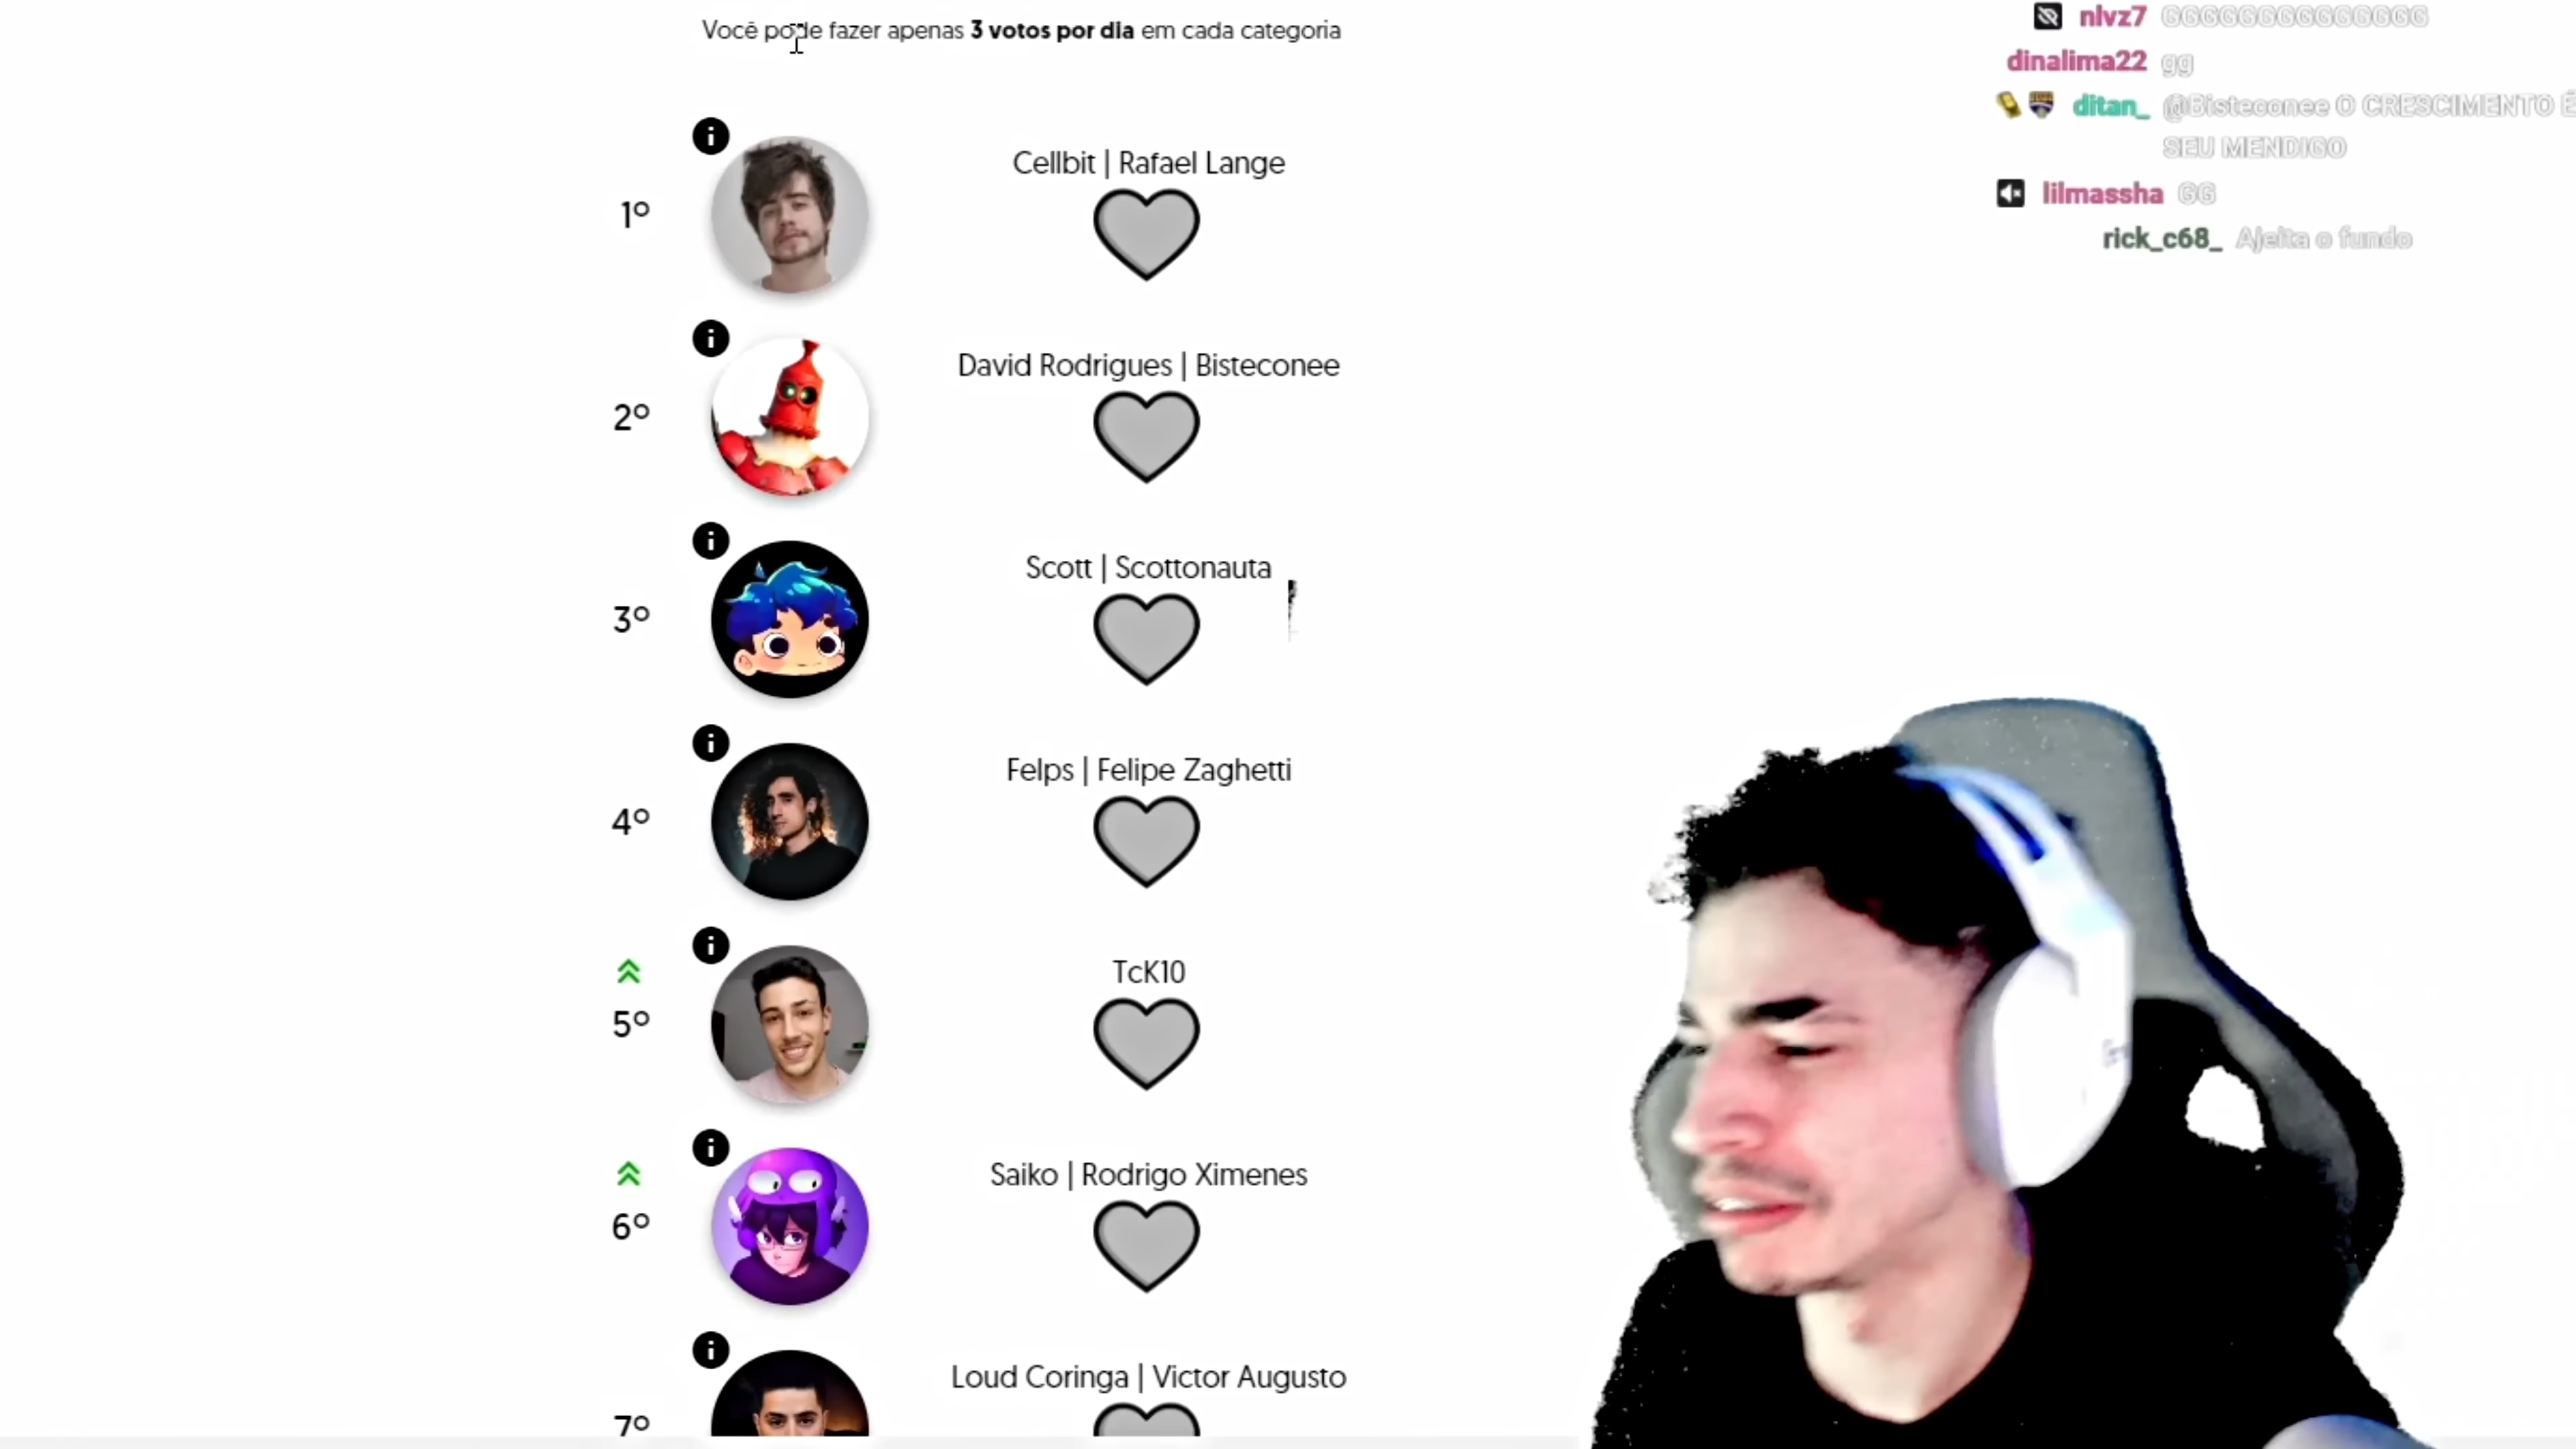 Você pode fazer apenas 3 votos por dia em cada categoria
1º
Cellbit | Rafael Lange
2º
David Rodrigues | Bisteconee
3º
Scott | Scottonauta
4º
Felps | Felipe Zaghetti
5º
TcK10
6º
Saiko | Rodrigo Ximenes
7º
Loud Coringa | Victor Augusto
nlvz7 GGGGGGGGGGGGGG
dinalima22 gg
ditan_ @Bisteconee O CRESCIMENTO É
SEU MENDIGO
lilmassha GG
rick_c68_ Ajeita o fundo